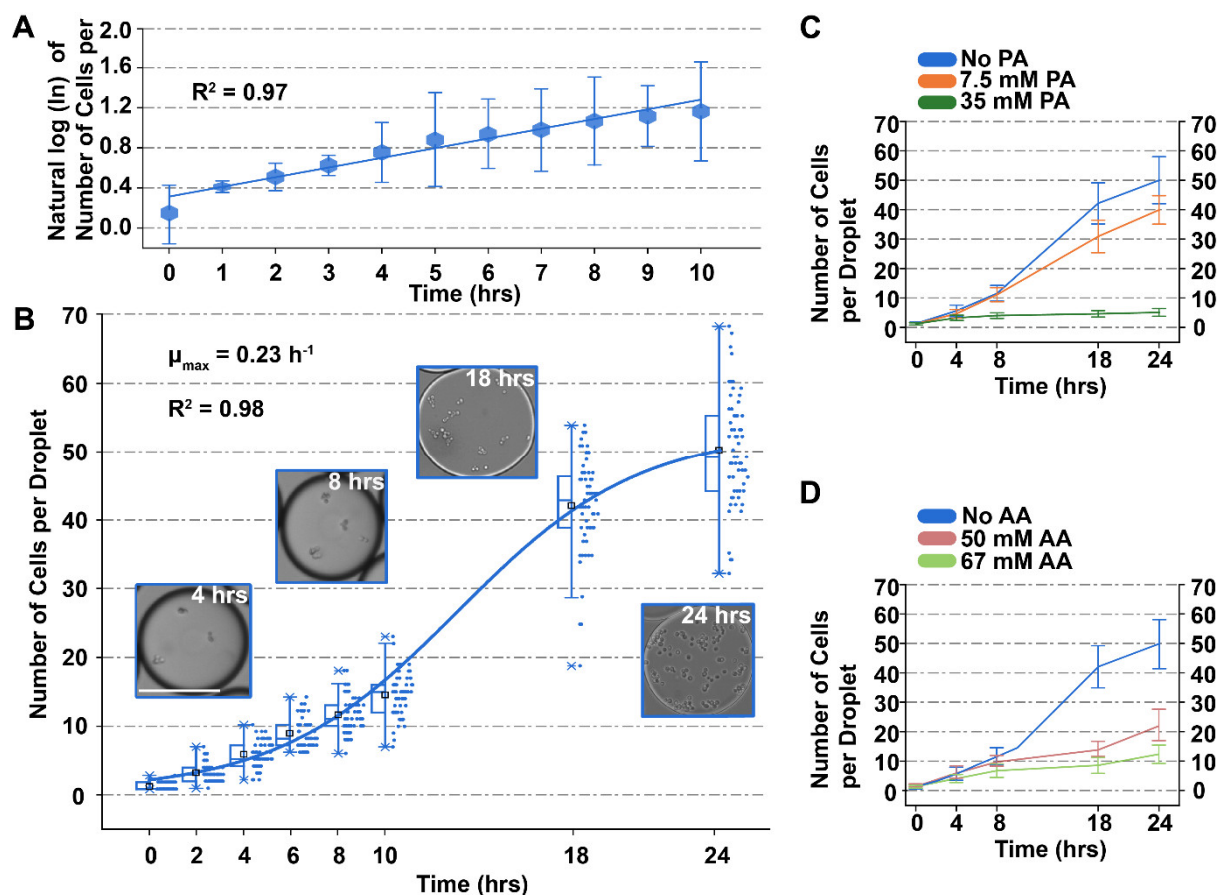 A
Natural log (ln) of
Number of Cells per
2.0
1.6
1.2
0.8
0.4
0.0
R² = 0.97
0 1 2 3 4 5 6 7 8 9 10
Time (hrs)
B
Number of Cells per Droplet
70
60
50
40
30
20
10
0
μmax = 0.23 h⁻¹
R² = 0.98
4 hrs
8 hrs
18 hrs
24 hrs
0 2 4 6 8 10 18 24
Time (hrs)
C
No PA
7.5 mM PA
35 mM PA
Number of Cells
per Droplet
70 70
60 60
50 50
40 40
30 30
20 20
10 10
0 0
0 4 8 18 24
Time (hrs)
D
No AA
50 mM AA
67 mM AA
Number of Cells
per Droplet
70 70
60 60
50 50
40 40
30 30
20 20
10 10
0 0
0 4 8 18 24
Time (hrs)